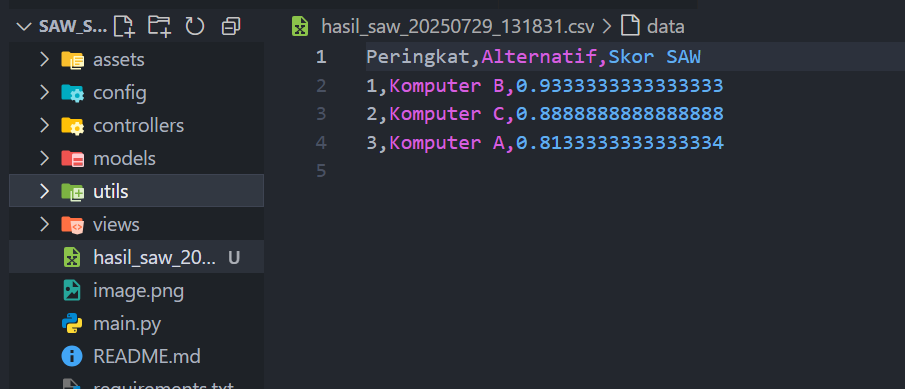 SAW_S...
assets
config
controllers
models
utils
views
hasil_saw_20... U
image.png
main.py
README.md
requirements.txt
hasil_saw_20250729_131831.csv > data
1 Peringkat,Alternatif,Skor SAW
2 1,Komputer B,0.9333333333333333
3 2,Komputer C,0.8888888888888888
4 3,Komputer A,0.8133333333333334
5